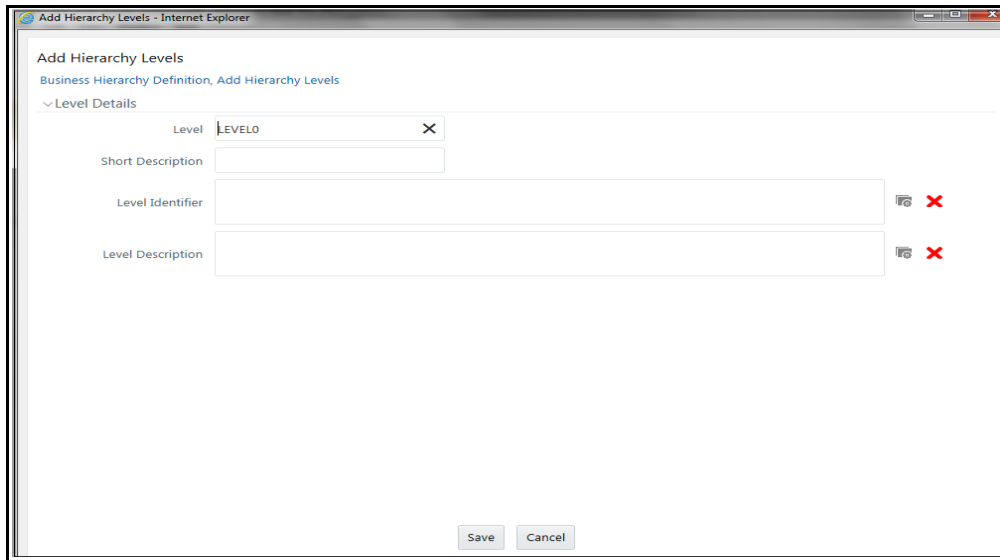 Add Hierarchy Levels - Internet Explorer
Add Hierarchy Levels
Business Hierarchy Definition, Add Hierarchy Levels
Level Details
Level LEVEL0
Short Description
Level Identifier
Level Description
Save Cancel